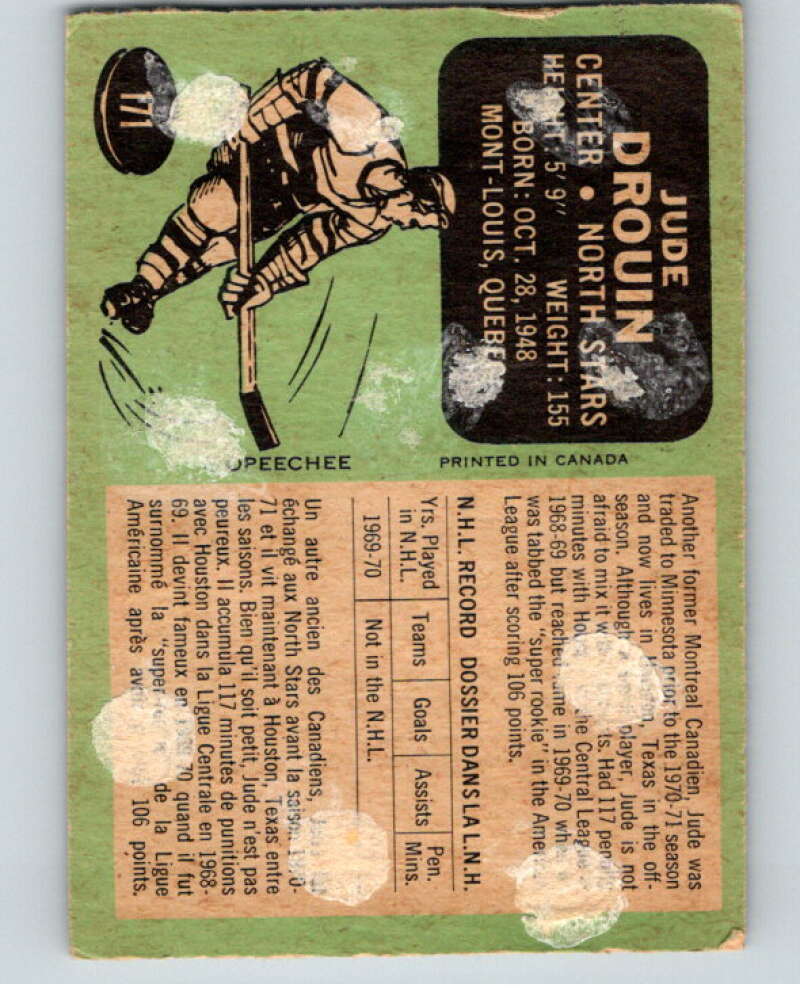 171
JUDE
DROUIN
CENTER • NORTH STARS
HEIGHT: 5'9" WEIGHT: 155
BORN: OCT. 28, 1948
MONT-LOUIS, QUEBE
OPEECHEE
PRINTED IN CANADA
Another former Montreal Canadien, Jude was
traded to Minnesota prior to the 1970-71 season
and now lives in Texas in the off-
season. Although player, Jude is not
afraid to mix it Had 117
minutes with the Central League
1968-69 but reached in 1969-70
was tabbed the "super rookie" in the
League after scoring 106 points.
N.H.L. RECORD DOSSIER DANS LA L.N.H.
Yrs. Played in N.H.L. Teams Goals Assists Pen. Mins.
1969-70 Not in the N.H.L.
Un autre ancien des Canadiens,
échangé aux North Stars avant la saison
71 et il vit maintenant à Houston, Texas entre
les saisons. Bien qu'il soit petit, Jude n'est pas
peureux. Il accumula 117 minutes de punitions
avec Houston dans la Ligue Centrale en 1968-
69. Il devint fameux en 70 quand il fut
surnommé la "super de la Ligue
Américaine après 106 points.